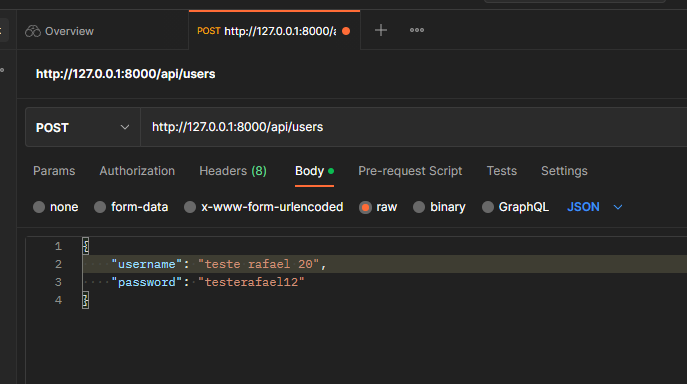 Overview
POST http://127.0.0.1:8000/a
http://127.0.0.1:8000/api/users
POST http://127.0.0.1:8000/api/users
Params Authorization Headers (8) Body Pre-request Script Tests Settings
none form-data x-www-form-urlencoded raw binary GraphQL JSON
1 {
2 "username": "teste rafael 20",
3 "password": "testerafael12"
4 }